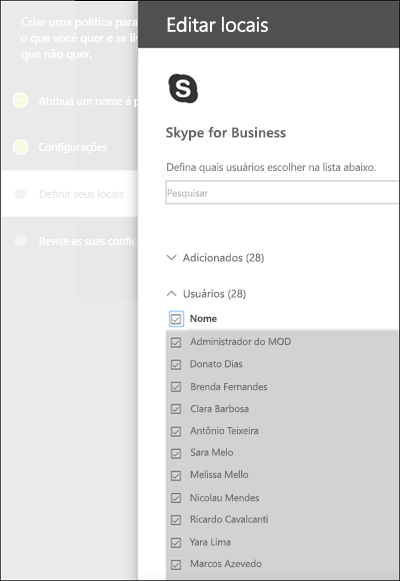 Criar uma política para
o que você quer e se li
que não quer.
Atribua um nome à p
Configurações
Definir seus locais
Revise as suas config
Editar locais
Skype for Business
Defina quais usuários escolher na lista abaixo.
Pesquisar
Adicionados (28)
Usuários (28)
Nome
Administrador do MOD
Donato Dias
Brenda Fernandes
Clara Barbosa
Antônio Teixeira
Sara Melo
Melissa Mello
Nicolau Mendes
Ricardo Cavalcanti
Yara Lima
Marcos Azevedo